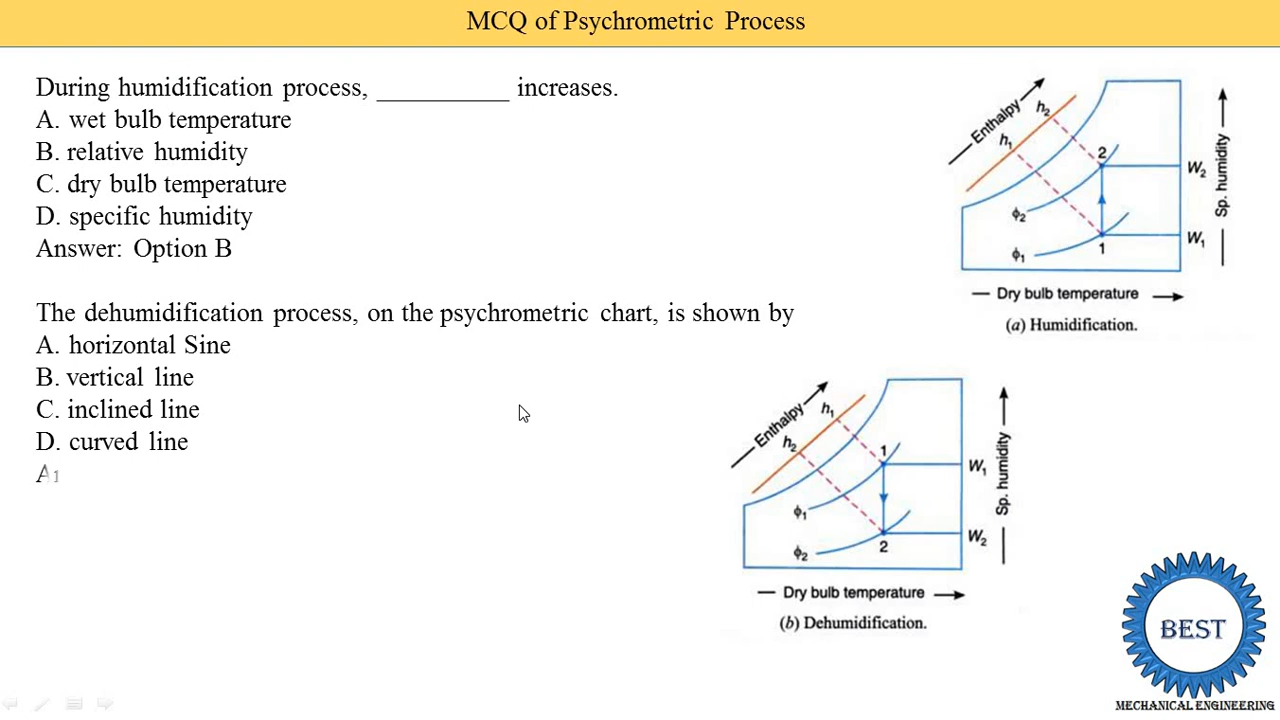 MCQ of Psychrometric Process
During humidification process, __________ increases.
A. wet bulb temperature
B. relative humidity
C. dry bulb temperature
D. specific humidity
Answer: Option B
The dehumidification process, on the psychrometric chart, is shown by
A. horizontal Sine
B. vertical line
C. inclined line
D. curved line
A
Enthalpy
h₁
h₂
ϕ₂
ϕ₁
2
1
W₂
W₁
Sp. humidity
Dry bulb temperature
(a) Humidification.
Enthalpy
h₁
h₂
ϕ₁
ϕ₂
1
2
W₁
W₂
Sp. humidity
Dry bulb temperature
(b) Dehumidification.
BEST
MECHANICAL ENGINEERING